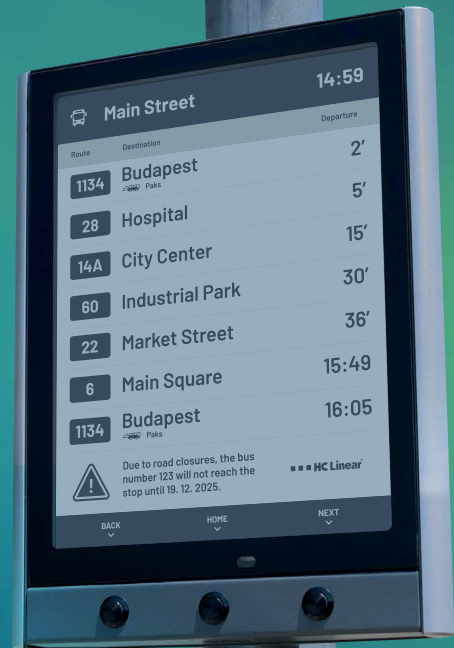 Main Street 14:59
Route Destination Departure
1134 Budapest 2′
Paks
28 Hospital 5′
14A City Center 15′
60 Industrial Park 30′
22 Market Street 36′
6 Main Square 15:49
1134 Budapest 16:05
Paks
Due to road closures, the bus
number 123 will not reach the
stop until 19. 12. 2025.
HC Linear
BACK HOME NEXT